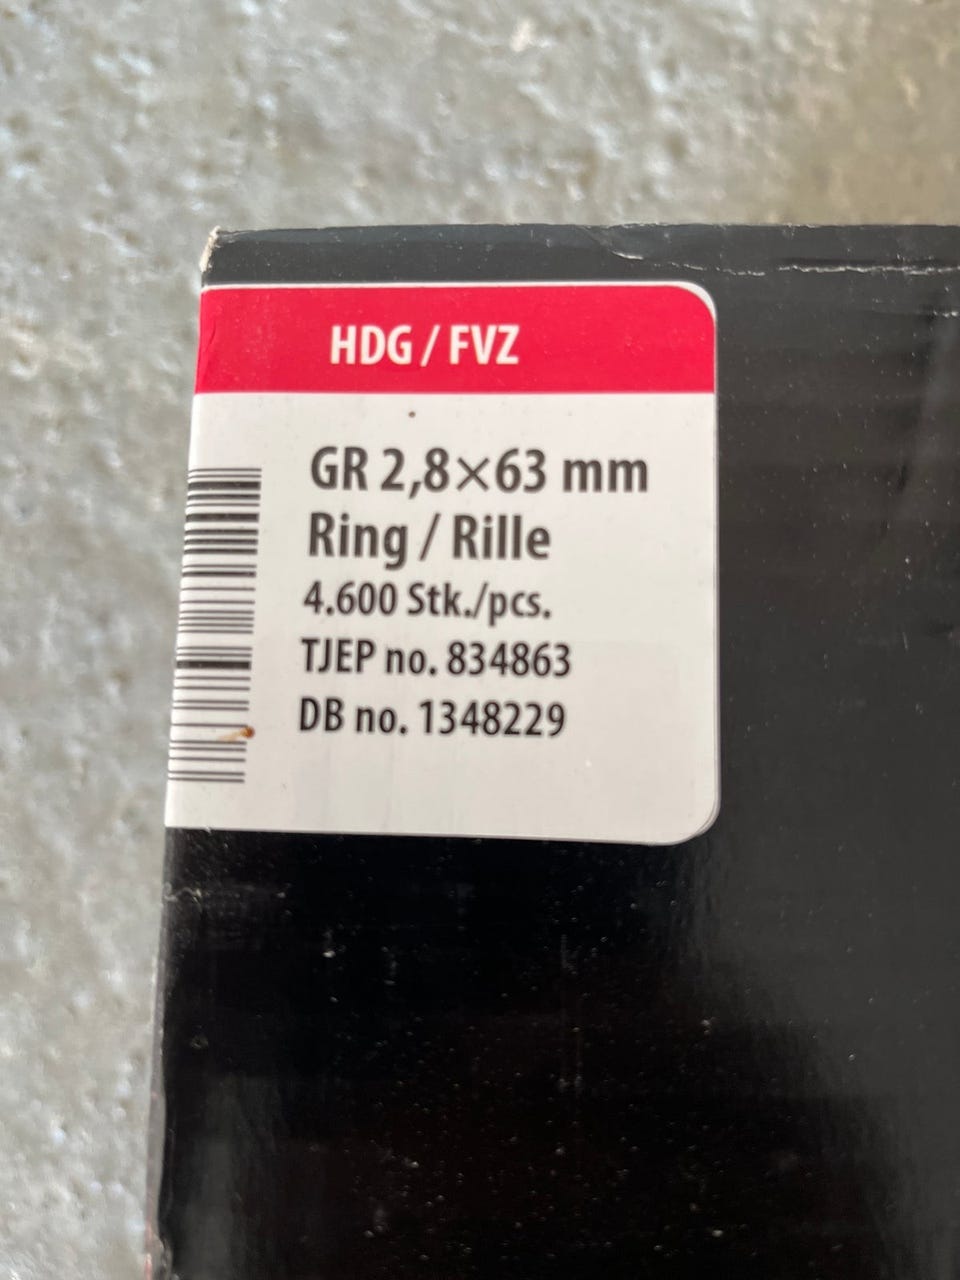 HDG / FVZ
GR 2,8×63 mm
Ring / Rille
4.600 Stk./pcs.
TJEP no. 834863
DB no. 1348229